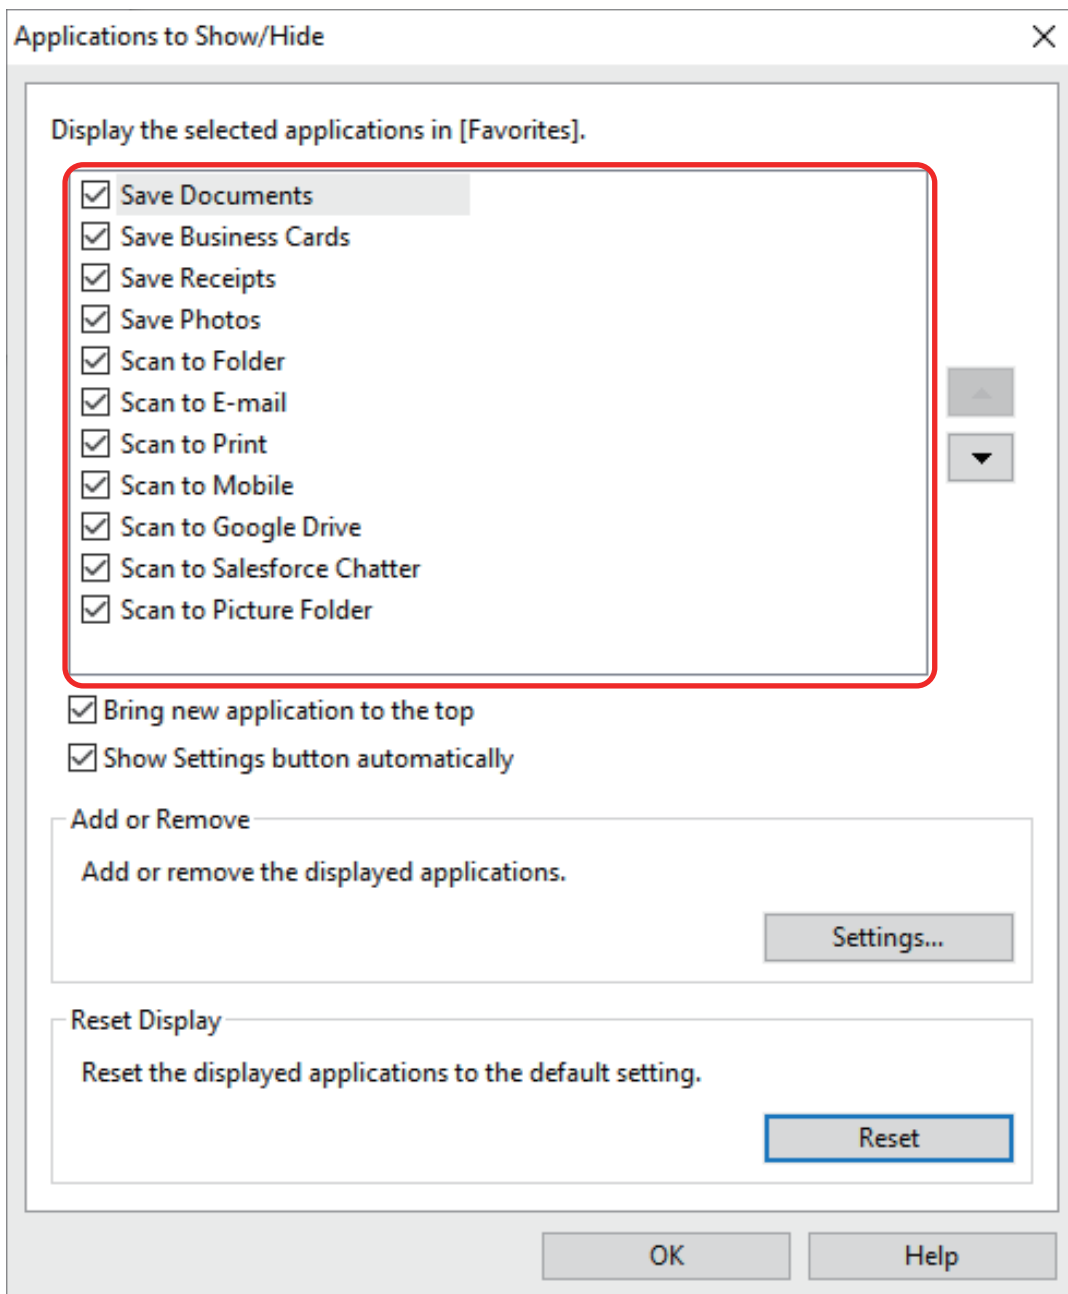 Applications to Show/Hide
Display the selected applications in [Favorites].
Save Documents
Save Business Cards
Save Receipts
Save Photos
Scan to Folder
Scan to E-mail
Scan to Print
Scan to Mobile
Scan to Google Drive
Scan to Salesforce Chatter
Scan to Picture Folder
Bring new application to the top
Show Settings button automatically
Add or Remove
Add or remove the displayed applications.
Settings...
Reset Display
Reset the displayed applications to the default setting.
Reset
OK Help